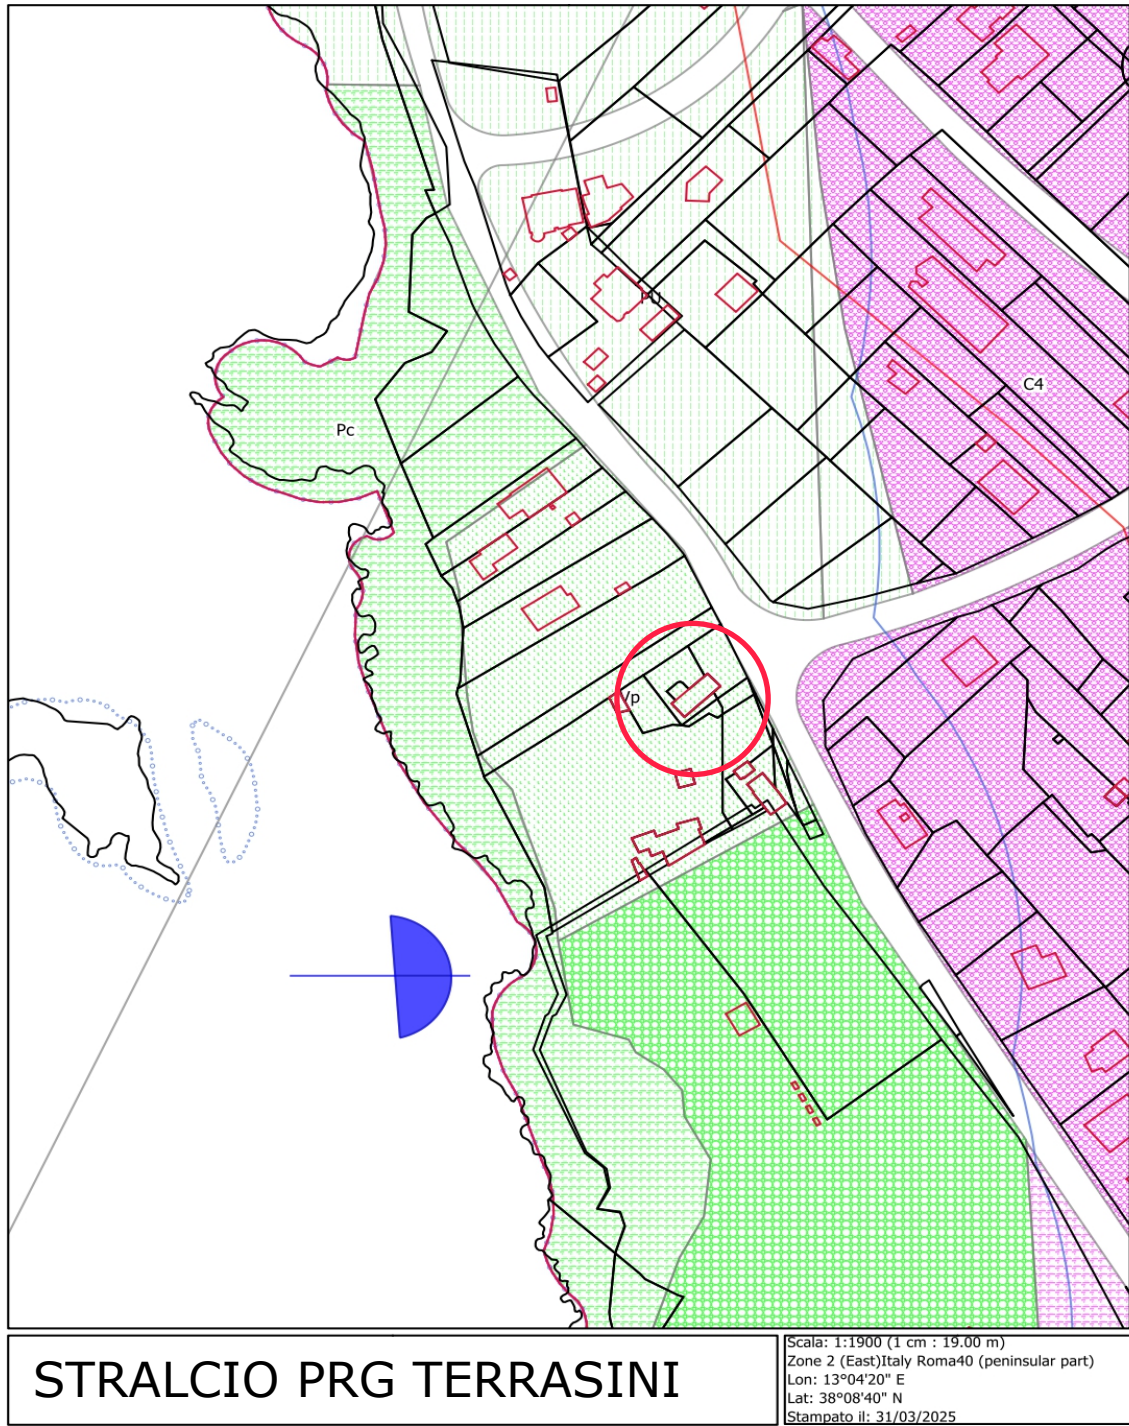 Pc
C4
Vp
STRALCIO PRG TERRASINI
Scala: 1:1900 (1 cm : 19.00 m)
Zone 2 (East)Italy Roma40 (peninsular part)
Lon: 13°04'20" E
Lat: 38°08'40" N
Stampato il: 31/03/2025